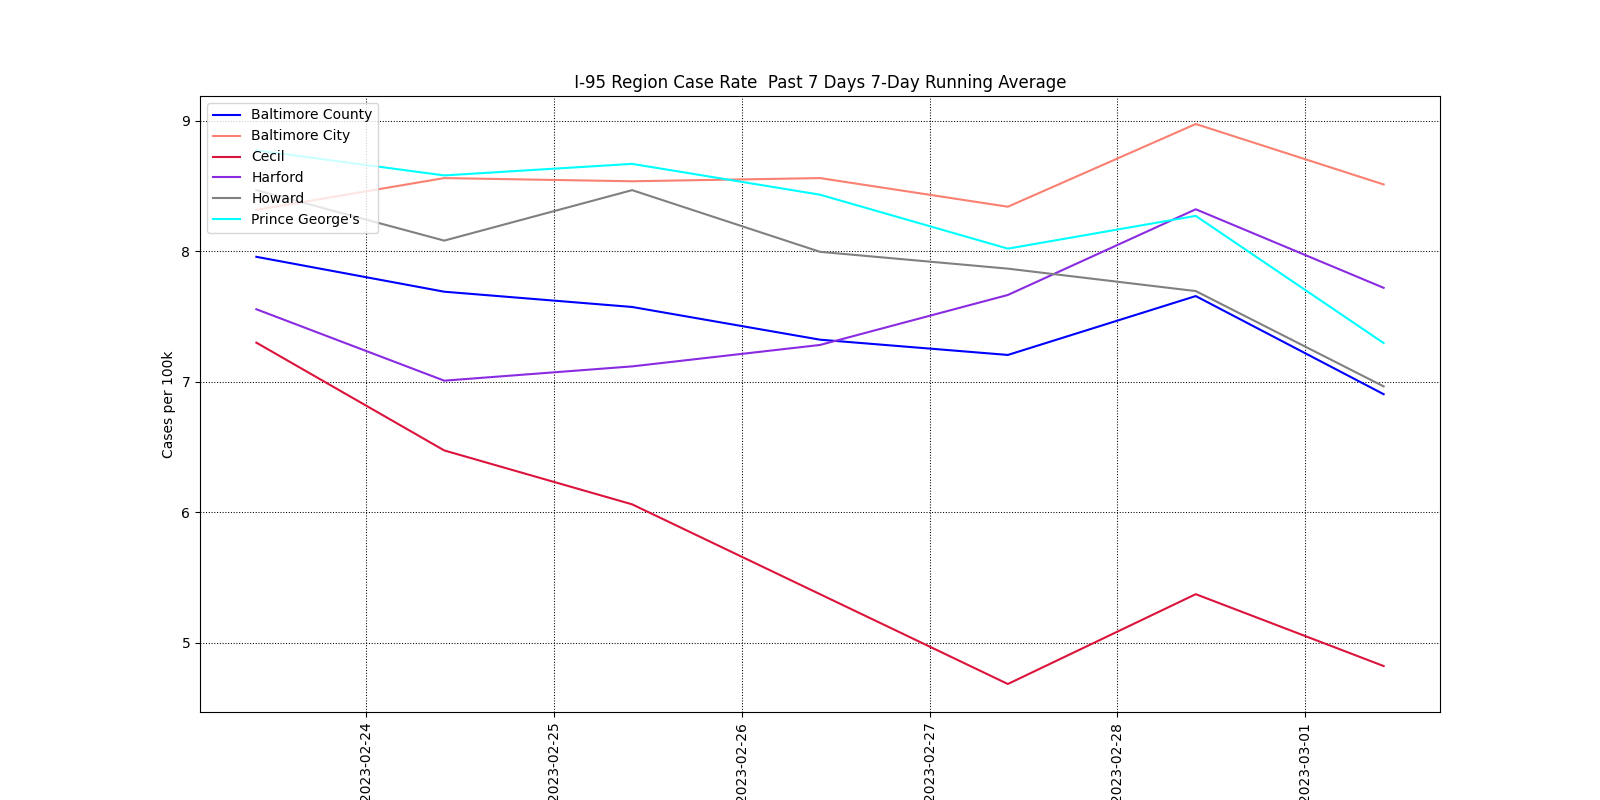 I-95 Region Case Rate  Past 7 Days 7-Day Running Average
Baltimore County
Baltimore City
Cecil
Harford
Howard
Prince George's
9
8
7
6
5
Cases per 100k
2023-02-24
2023-02-25
2023-02-26
2023-02-27
2023-02-28
2023-03-01